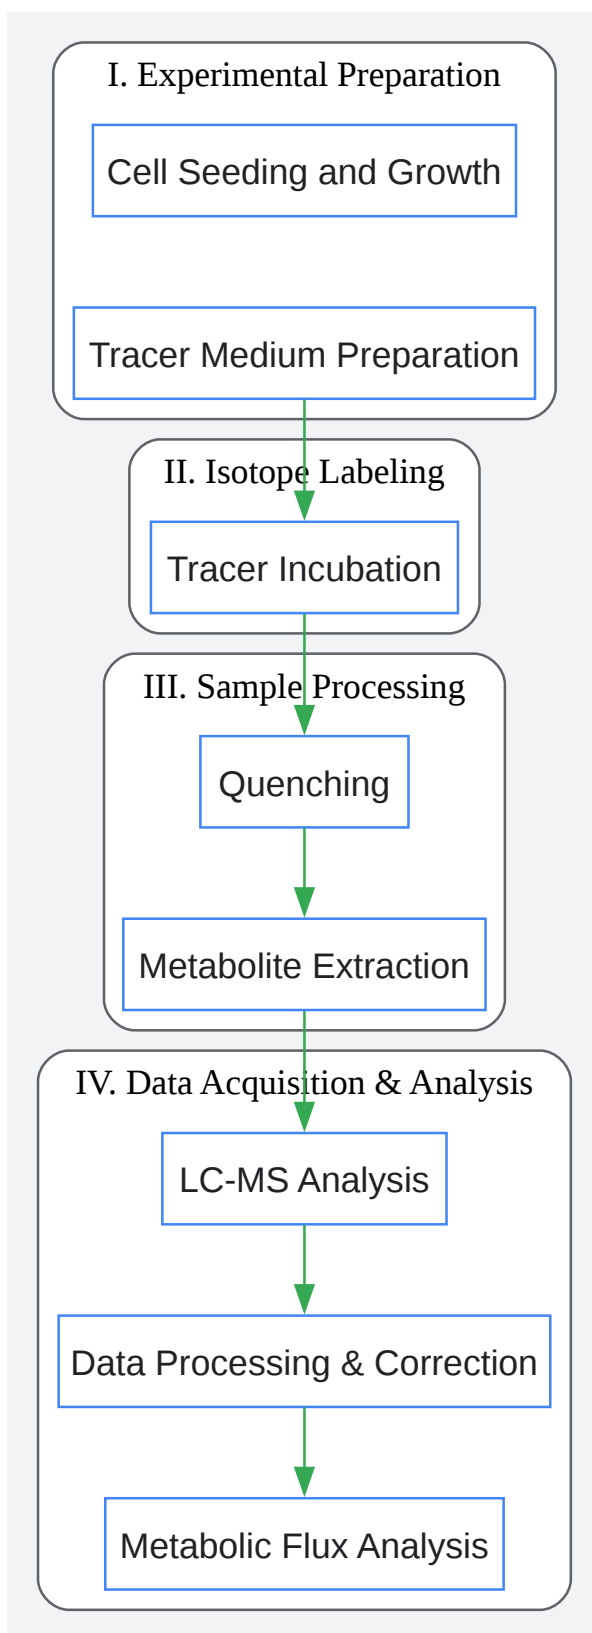 I. Experimental Preparation
Cell Seeding and Growth
Tracer Medium Preparation
II. Isotope Labeling
Tracer Incubation
III. Sample Processing
Quenching
Metabolite Extraction
IV. Data Acquisition & Analysis
LC-MS Analysis
Data Processing & Correction
Metabolic Flux Analysis